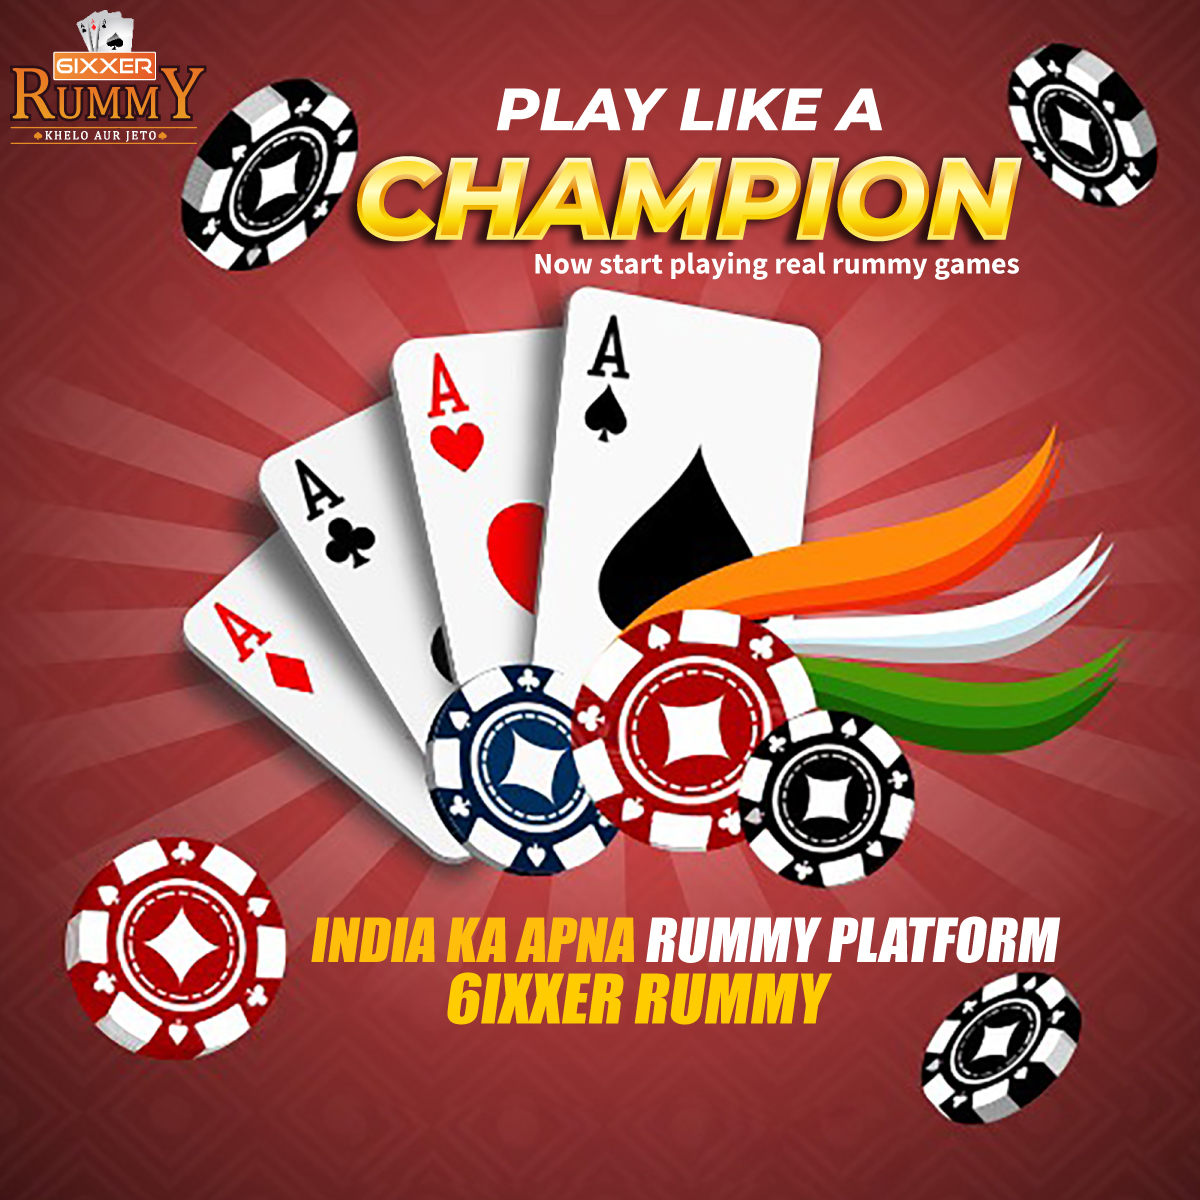 6IXXER
RUMMY
KHELO AUR JETO
PLAY LIKE A
CHAMPION
Now start playing real rummy games
A
A
A
A
INDIA KA APNA RUMMY PLATFORM
6IXXER RUMMY